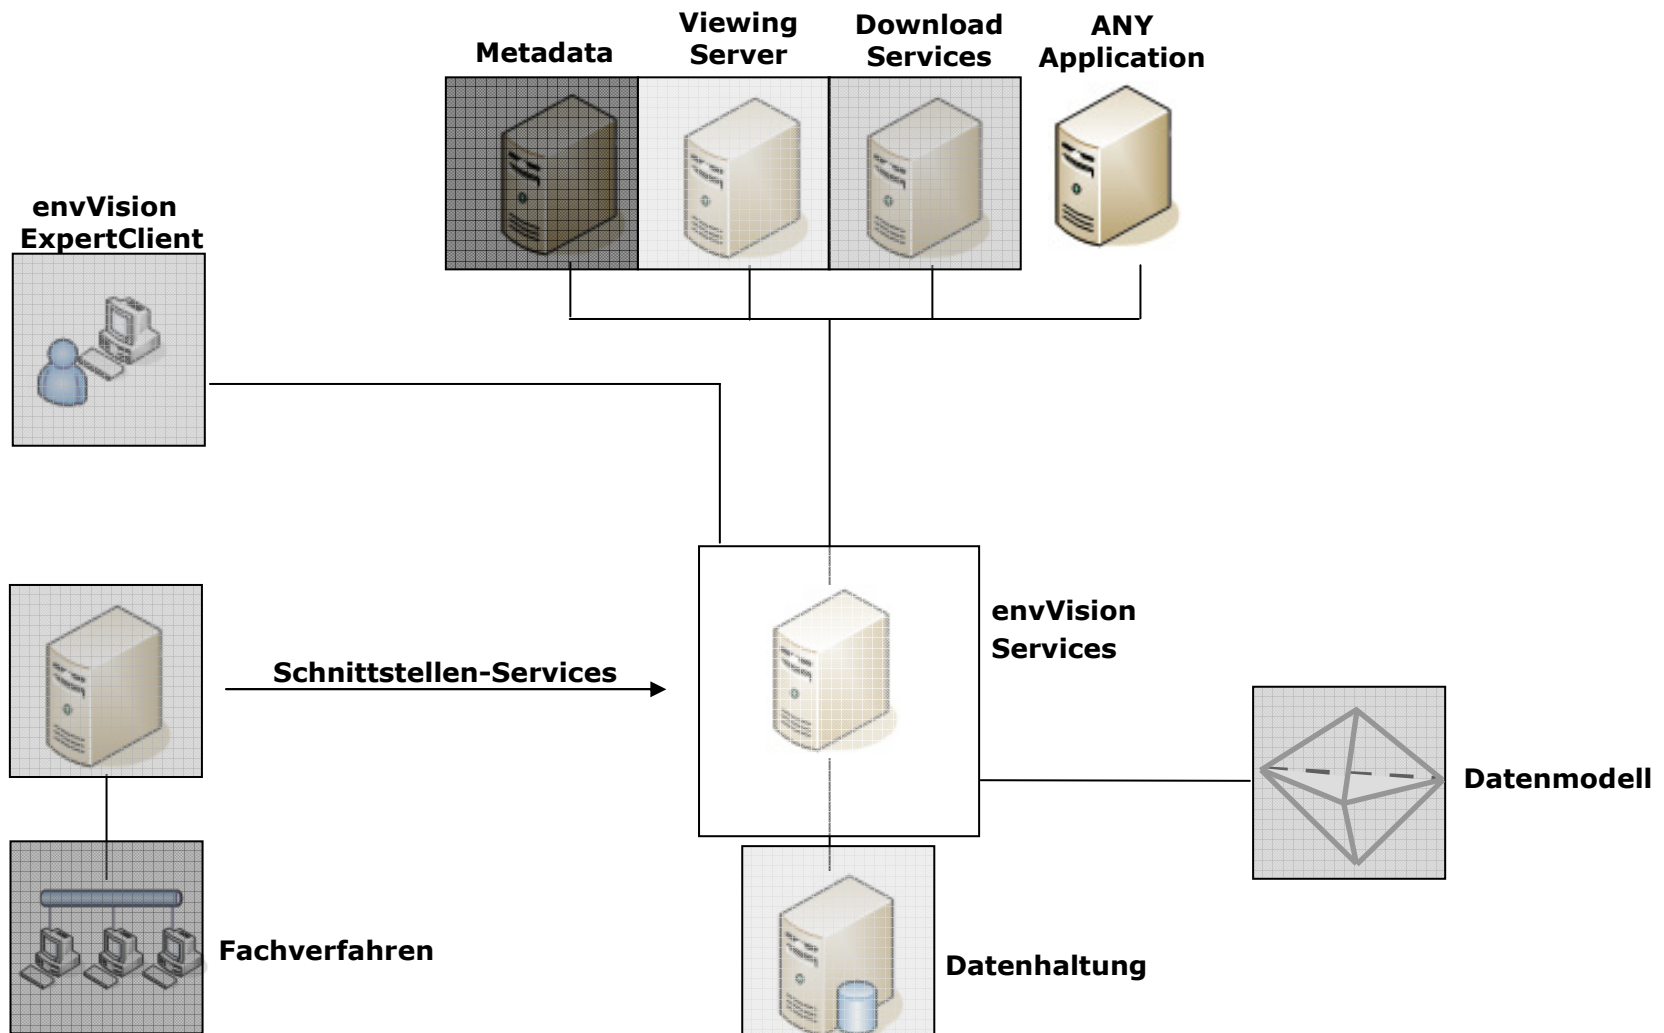 Metadata
Viewing
Server
Download
Services
ANY
Application
envVision
ExpertClient
Schnittstellen-Services
envVision
Services
Datenmodell
Fachverfahren
Datenhaltung